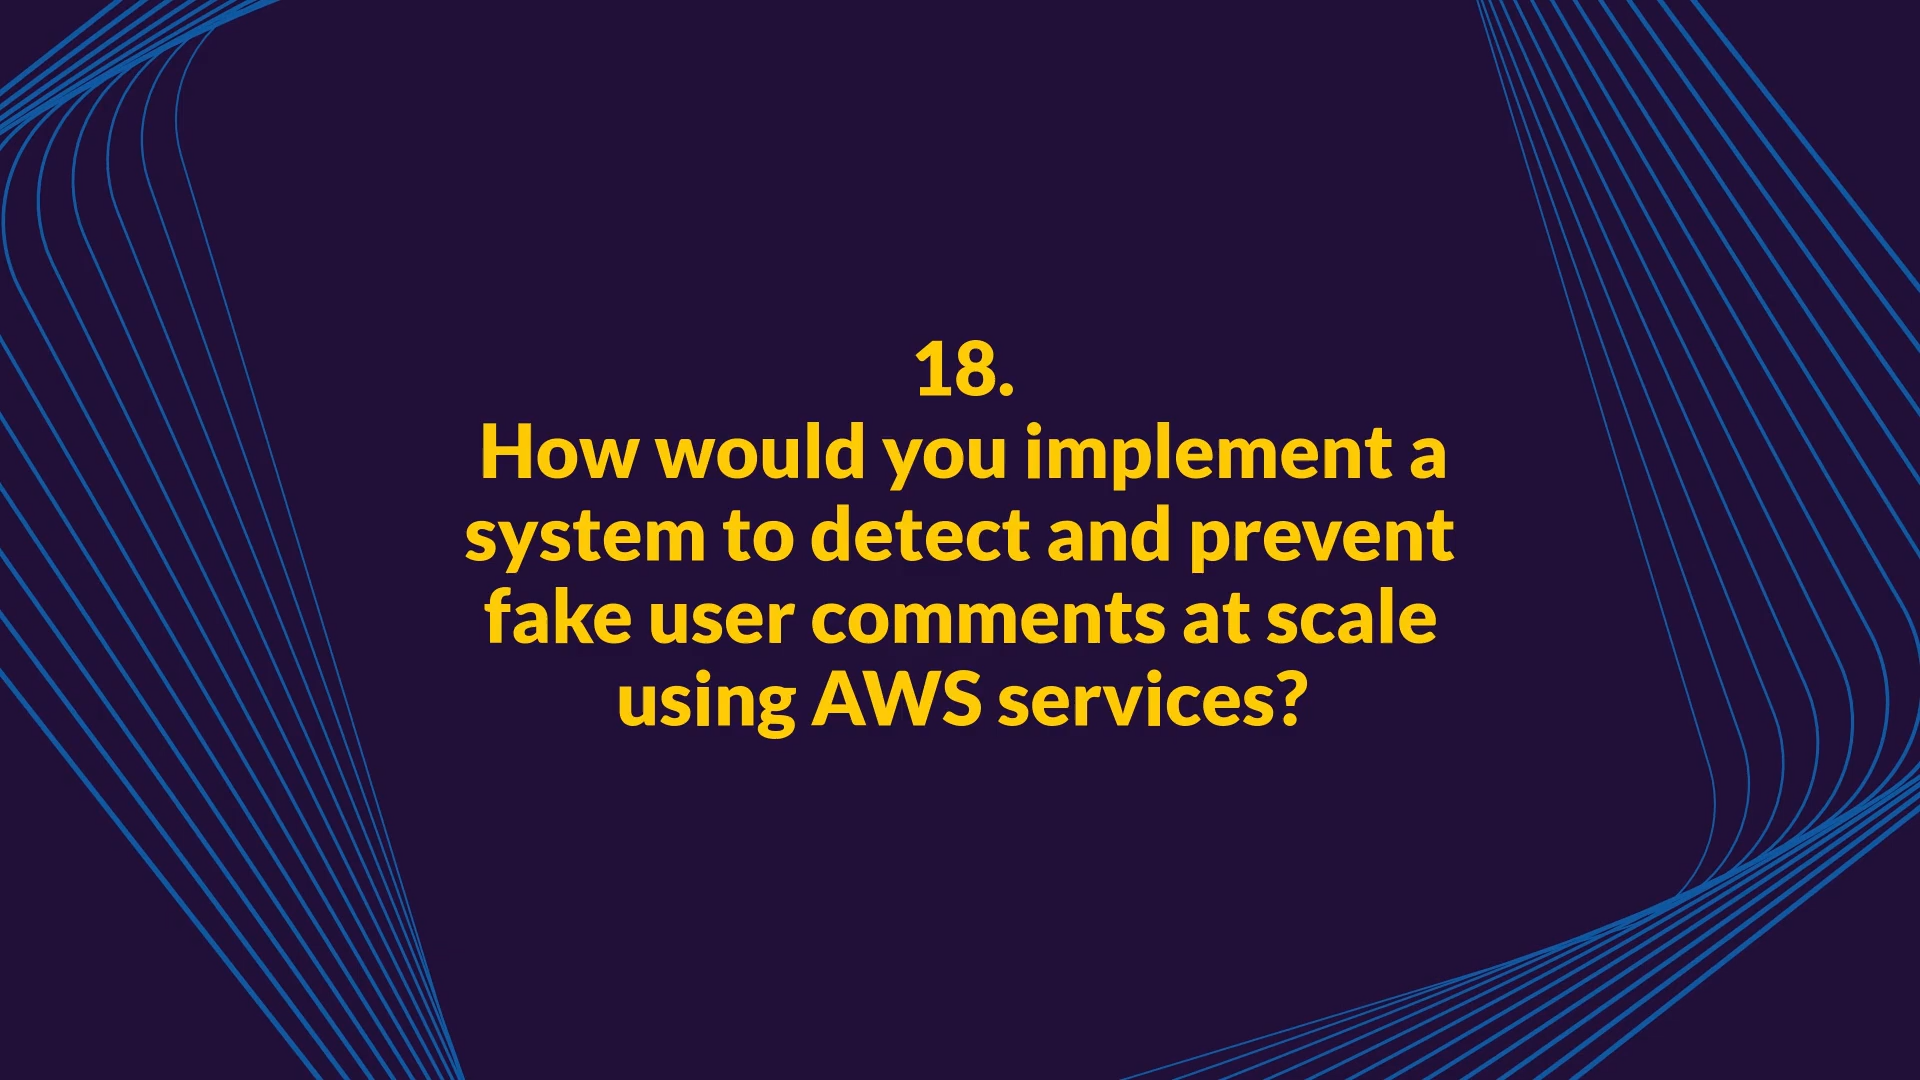 18.
How would you implement a
system to detect and prevent
fake user comments at scale
using AWS services?